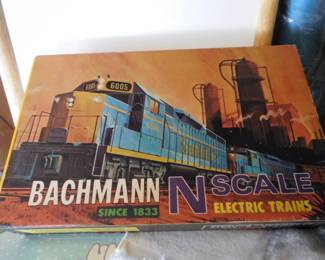 6005
BACHMANN N SCALE
SINCE 1833 ELECTRIC TRAINS